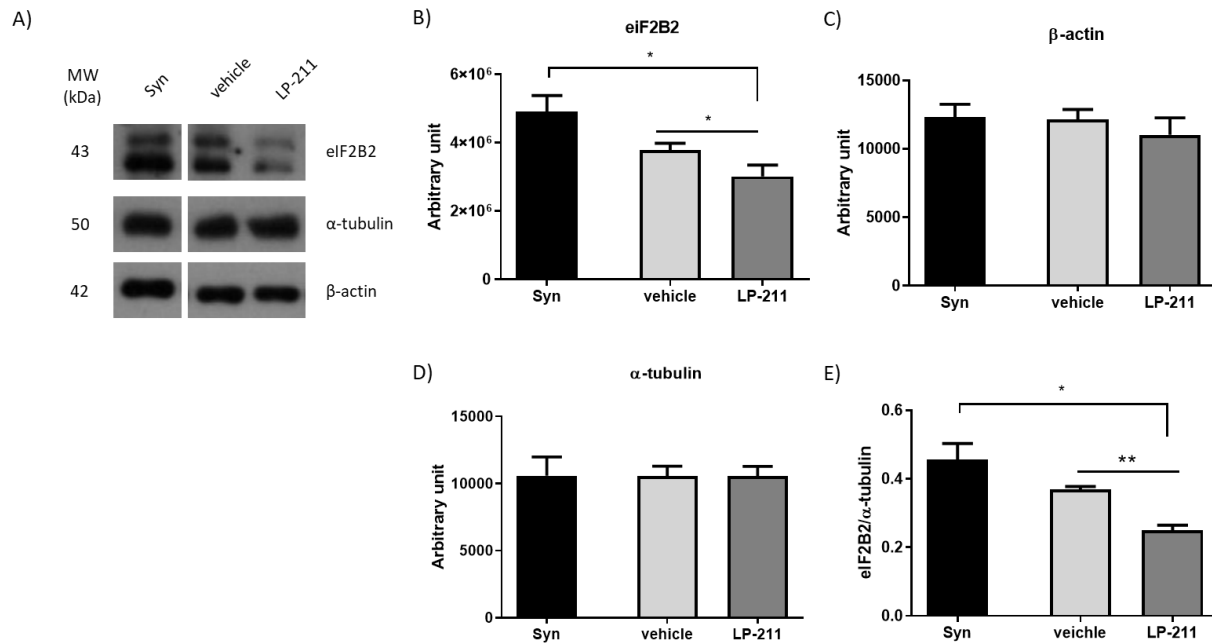 A)
MW
(kDa)
Syn
vehicle
LP-211
43
eIF2B2
50
α-tubulin
42
β-actin
B)
eiF2B2
*
*
Arbitrary unit
6×10⁶
4×10⁶
2×10⁶
0
Syn
vehicle
LP-211
C)
β-actin
Arbitrary unit
15000
10000
5000
0
Syn
vehicle
LP-211
D)
α-tubulin
Arbitrary unit
15000
10000
5000
0
Syn
vehicle
LP-211
E)
*
**
eIF2B2/α-tubulin
0.6
0.4
0.2
0.0
Syn
veichle
LP-211